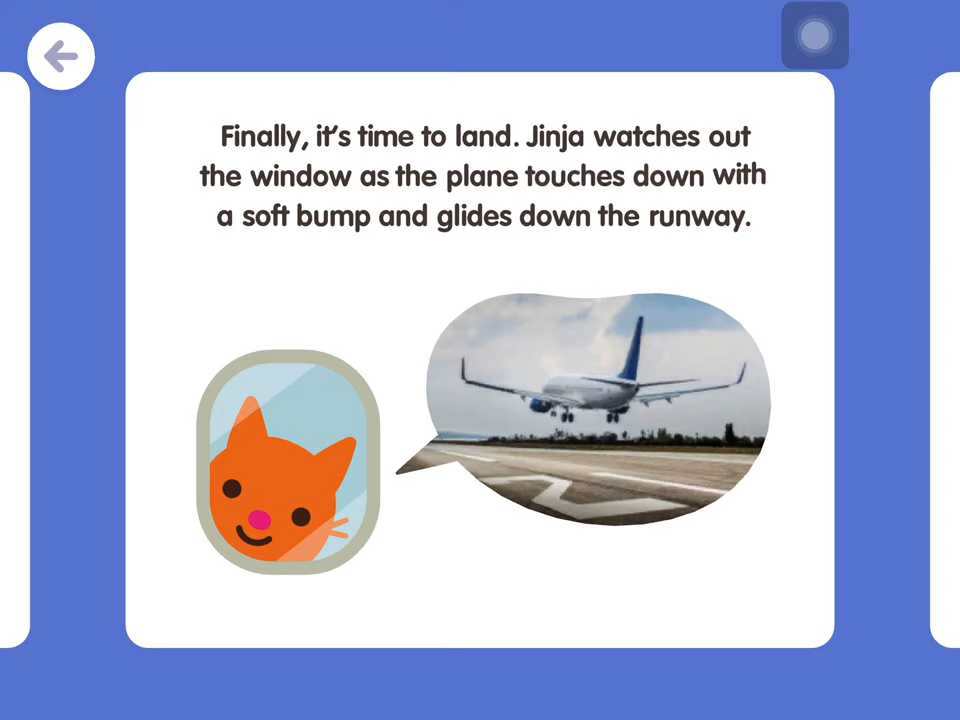 Finally, it's time to land. Jinja watches out
the window as the plane touches down with
a soft bump and glides down the runway.